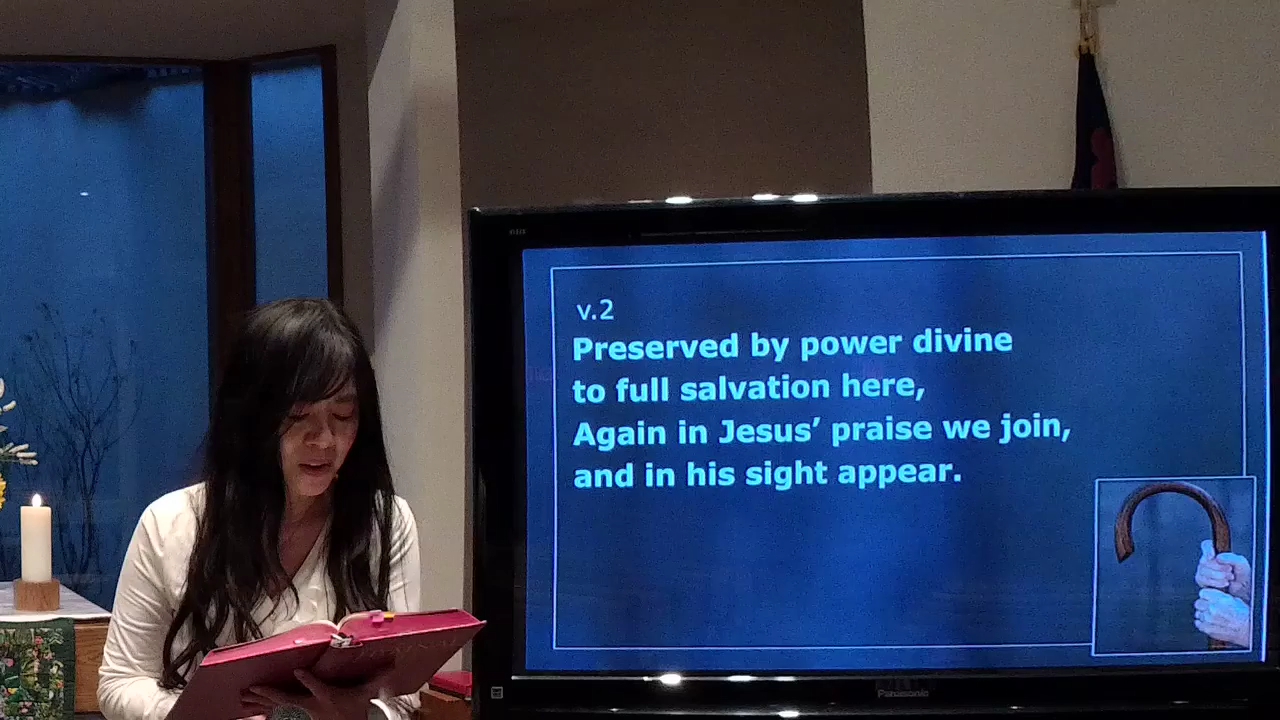 v.2
Preserved by power divine
to full salvation here,
Again in Jesus’ praise we join,
and in his sight appear.
Panasonic